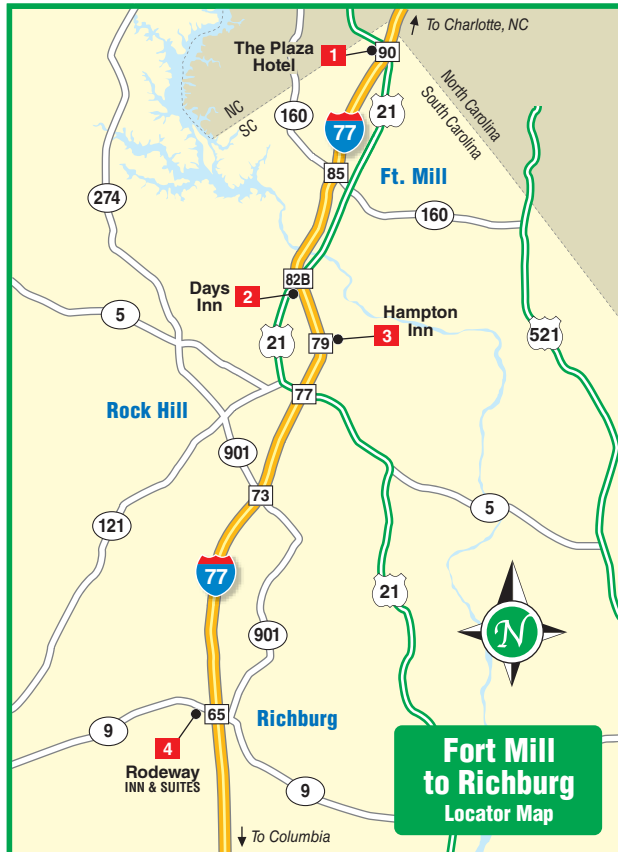 To Charlotte, NC
The Plaza
Hotel
1
90
NC
SC
160
77
21
North Carolina
South Carolina
85
Ft. Mill
274
160
82B
Days
Inn
2
5
21
79
3
Hampton
Inn
521
77
Rock Hill
901
73
5
121
77
21
N
901
65
Richburg
9
4
Rodeway
INN & SUITES
9
Fort Mill
to Richburg
Locator Map
To Columbia